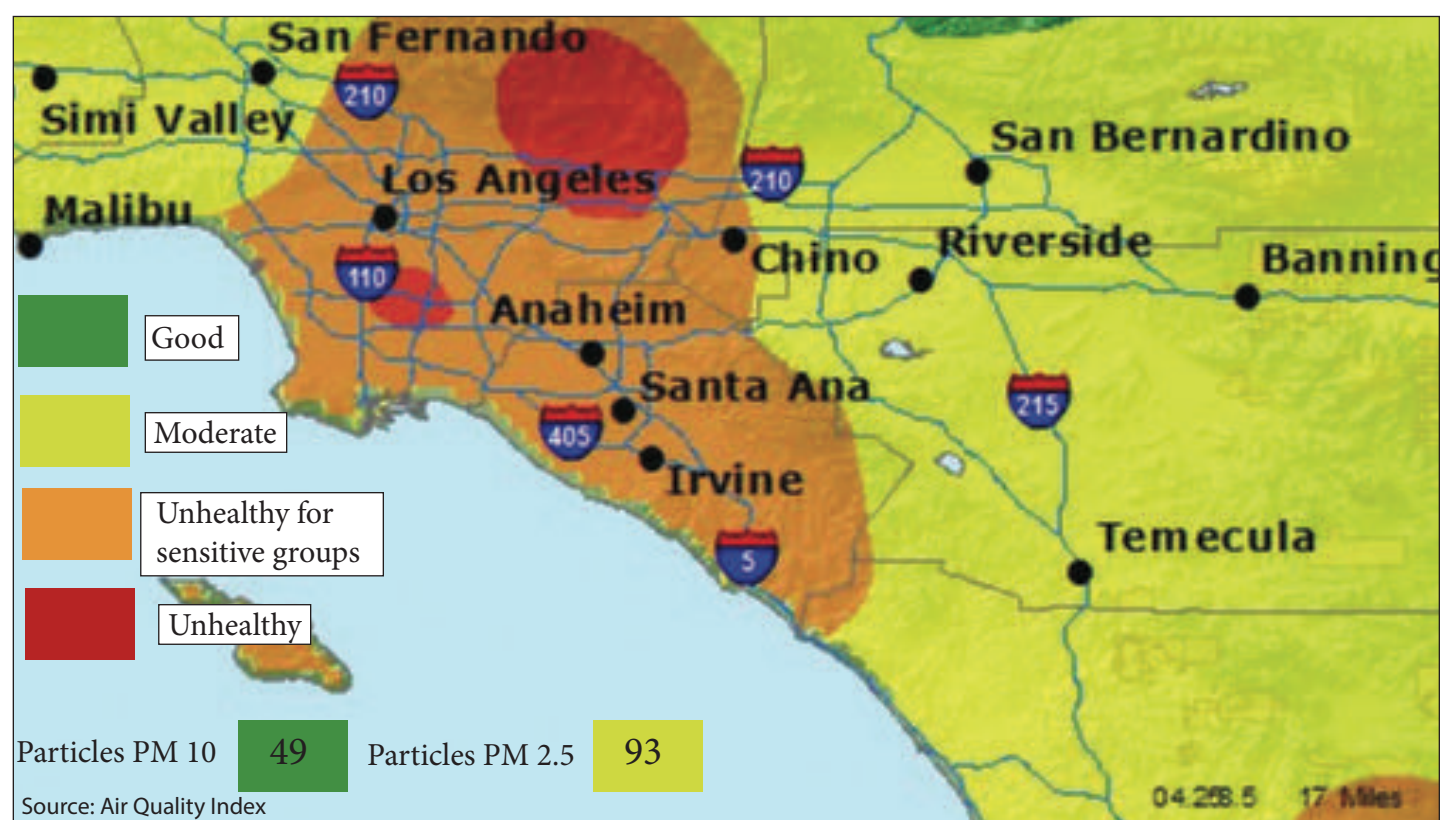 San Fernando
210
Simi Valley
San Bernardino
Los Angeles
210
Malibu
Chino
Riverside
Banning
110
Anaheim
Good
Santa Ana
215
Moderate
405
Irvine
Unhealthy for
sensitive groups
5
Temecula
Unhealthy
Particles PM 10 49 Particles PM 2.5 93
17 Miles
Source: Air Quality Index